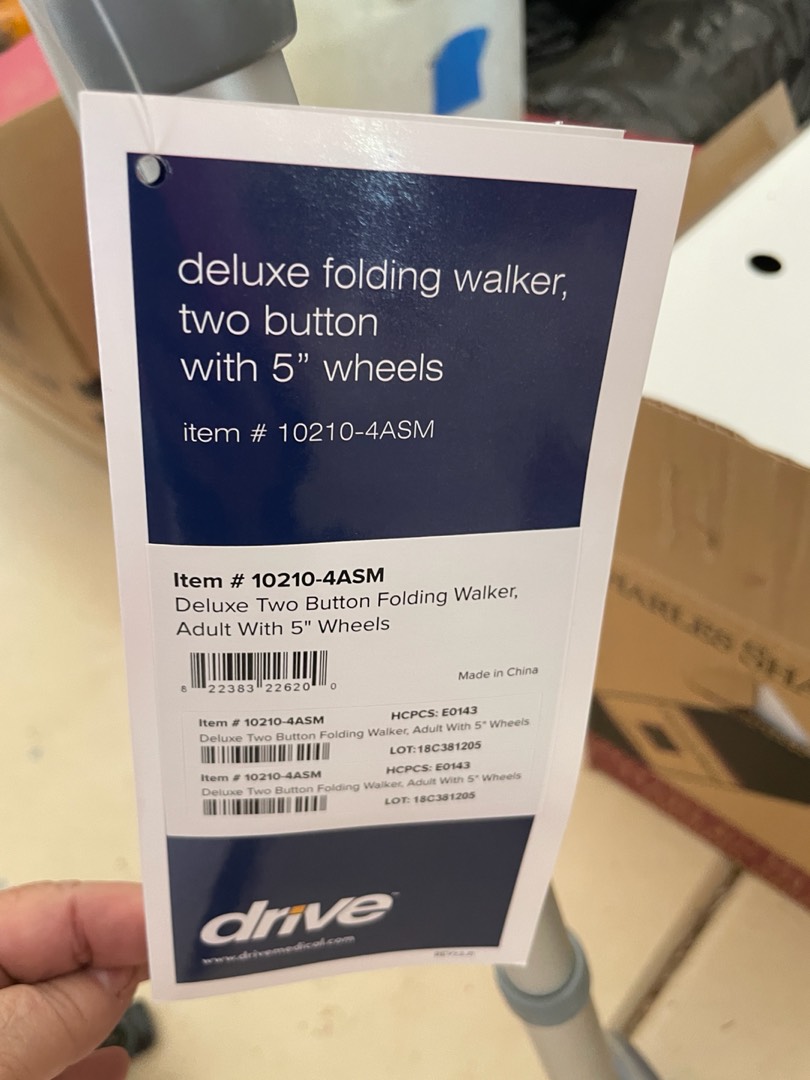 deluxe folding walker,
two button
with 5” wheels
item # 10210-4ASM
Item # 10210-4ASM
Deluxe Two Button Folding Walker,
Adult With 5" Wheels
8 22383 22620 0
Made in China
Item # 10210-4ASM HCPCS: E0143
Deluxe Two Button Folding Walker, Adult With 5" Wheels
LOT:18C381205
Item # 10210-4ASM HCPCS: E0143
Deluxe Two Button Folding Walker, Adult With 5" Wheels
LOT: 18C381205
drive™
www.drivemedical.com